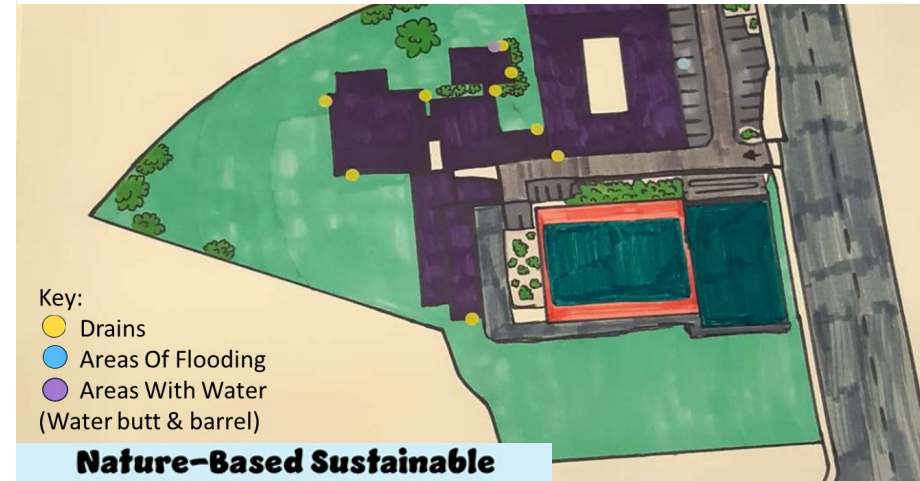 Key:
Drains
Areas Of Flooding
Areas With Water
(Water butt & barrel)
Nature-Based Sustainable